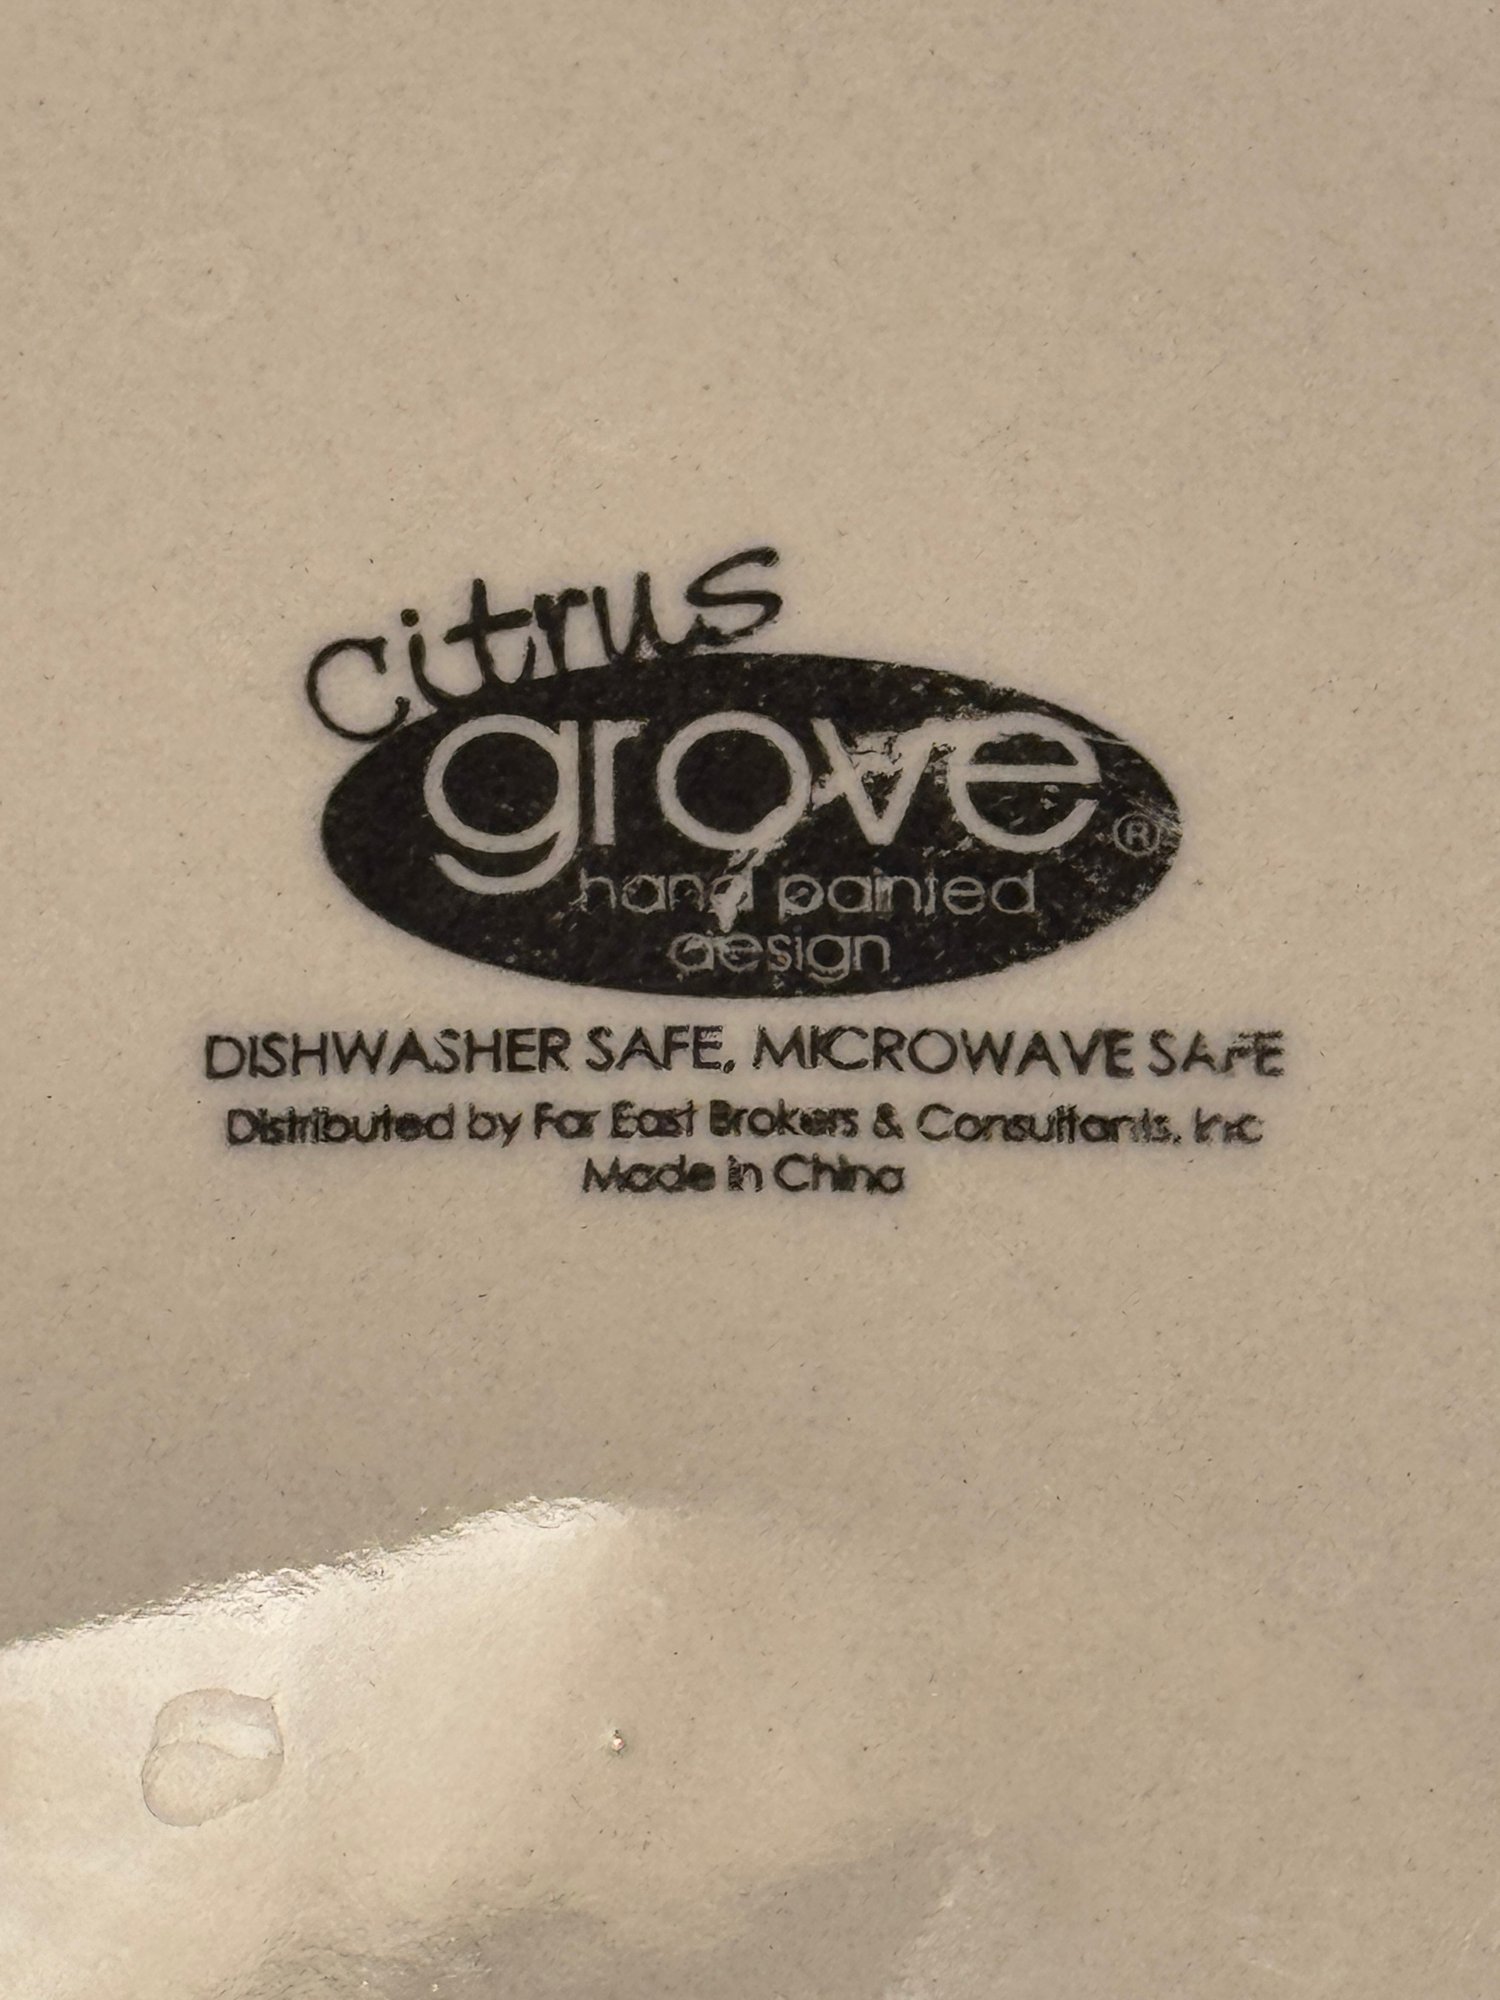 citrus
grove®
hand painted
design
DISHWASHER SAFE, MICROWAVE SAFE
Distributed by Far East Brokers & Consultants, Inc
Made in China